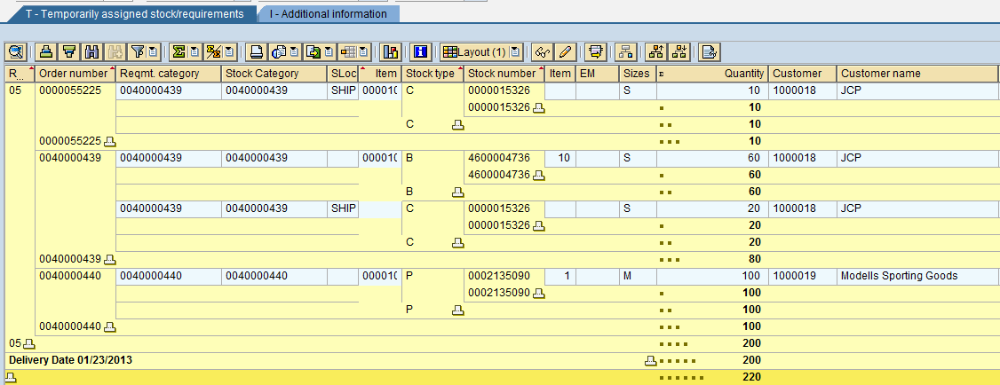 T - Temporarily assigned stock/requirements I - Additional information
Layout (1)
R... Order number Reqmt. category Stock Category SLoc Item Stock type Stock number Item EM Sizes Σ Quantity Customer Customer name
05 0000055225 0040000439 0040000439 SHIP 000010 C 0000015326 S 10 1000018 JCP
0000015326 10
C 10
0000055225 10
0040000439 0040000439 0040000439 000010 B 4600004736 10 S 60 1000018 JCP
4600004736 60
B 60
0040000439 0040000439 SHIP C 0000015326 S 20 1000018 JCP
0000015326 20
C 20
0040000439 80
0040000440 0040000440 0040000440 000010 P 0002135090 1 M 100 1000019 Modells Sporting Goods
0002135090 100
P 100
0040000440 100
05 200
Delivery Date 01/23/2013 200
220